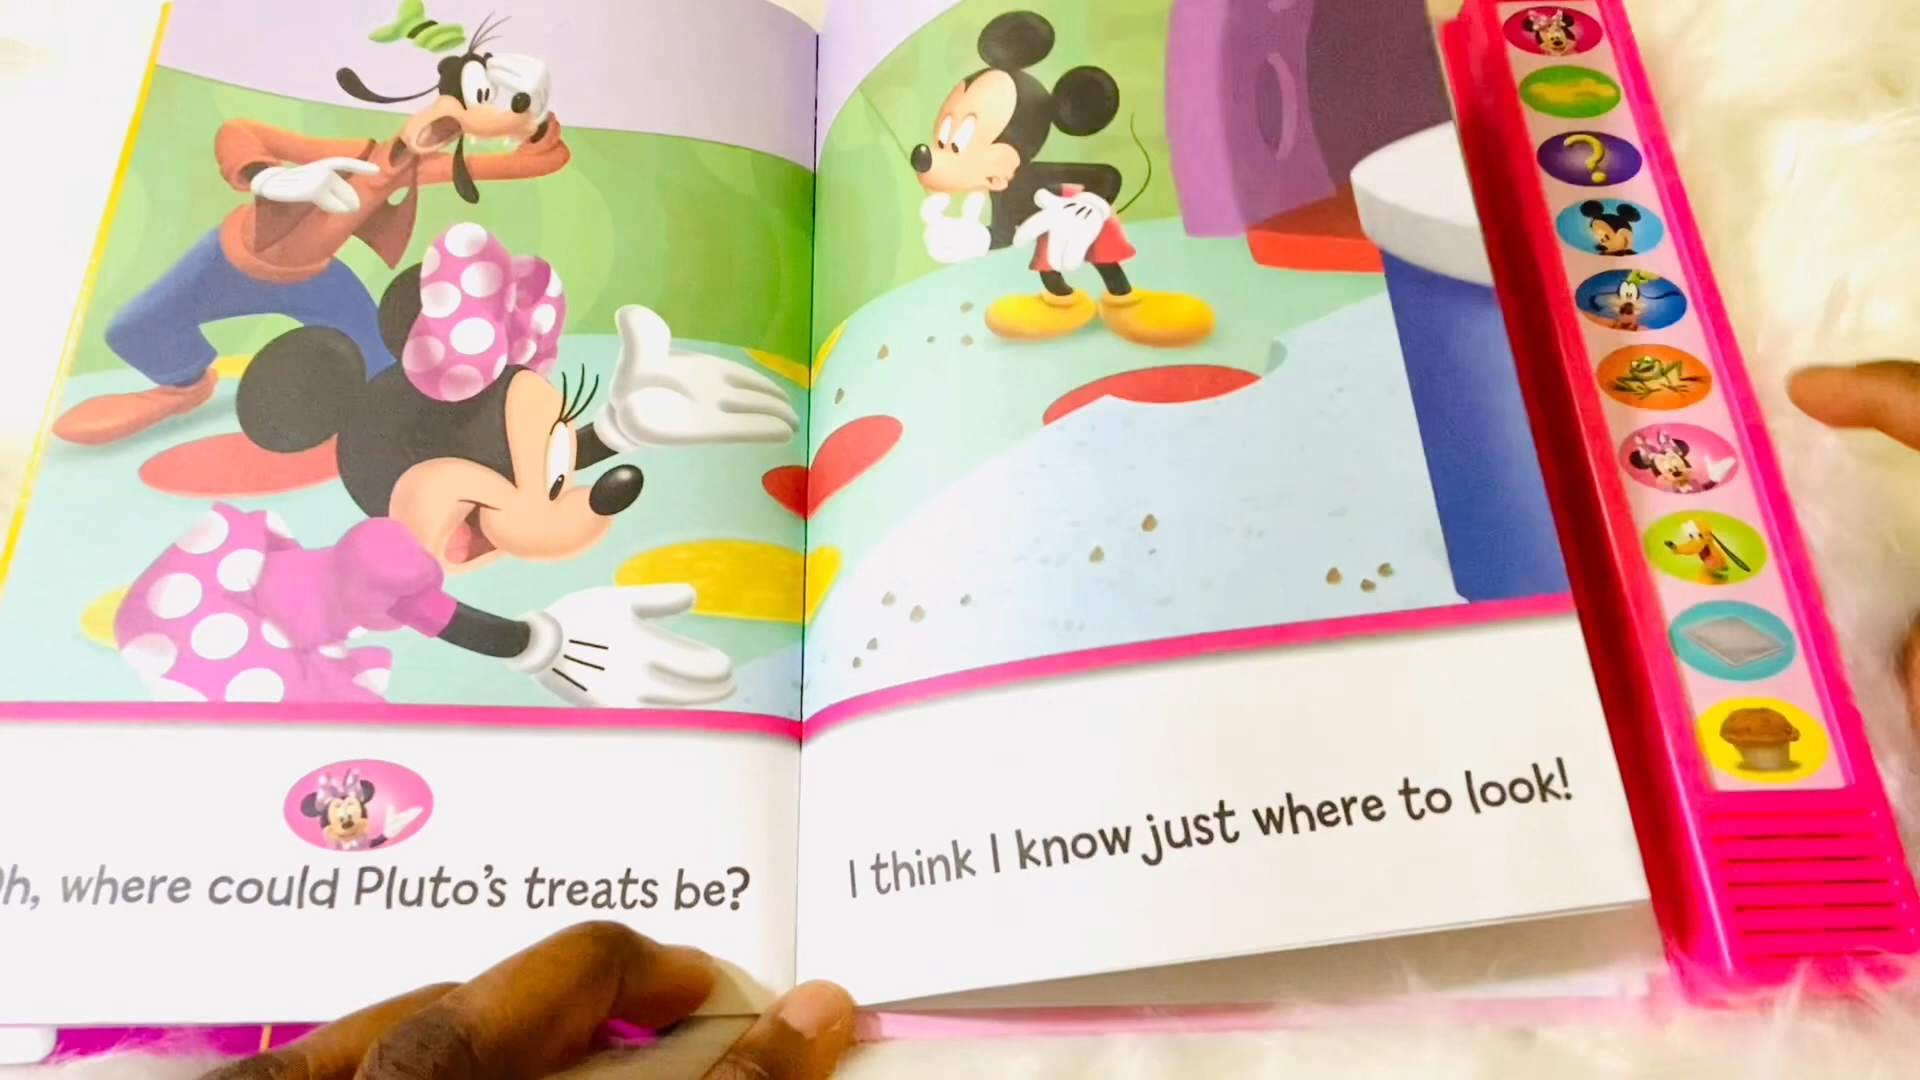 where could Pluto's treats be?
I think I know just where to look!
?